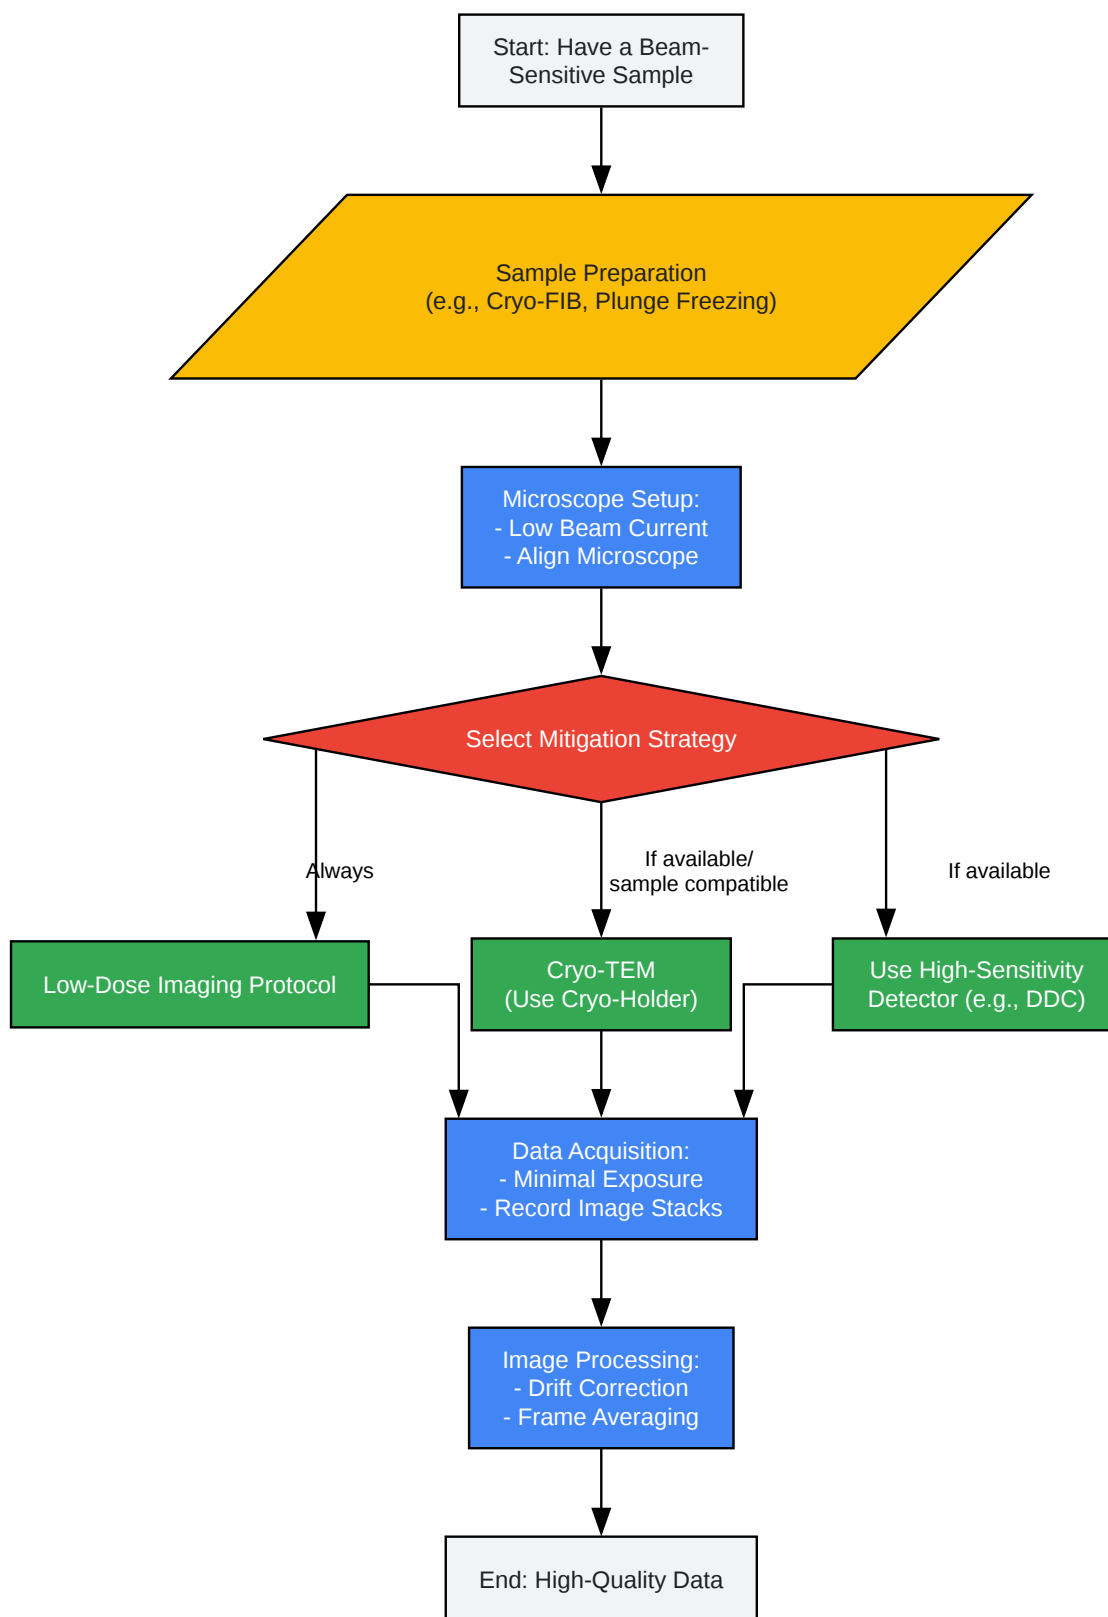 Start: Have a Beam-
Sensitive Sample
Sample Preparation
(e.g., Cryo-FIB, Plunge Freezing)
Microscope Setup:
- Low Beam Current
- Align Microscope
Select Mitigation Strategy
Always
If available/
sample compatible
If available
Low-Dose Imaging Protocol
Cryo-TEM
(Use Cryo-Holder)
Use High-Sensitivity
Detector (e.g., DDC)
Data Acquisition:
- Minimal Exposure
- Record Image Stacks
Image Processing:
- Drift Correction
- Frame Averaging
End: High-Quality Data